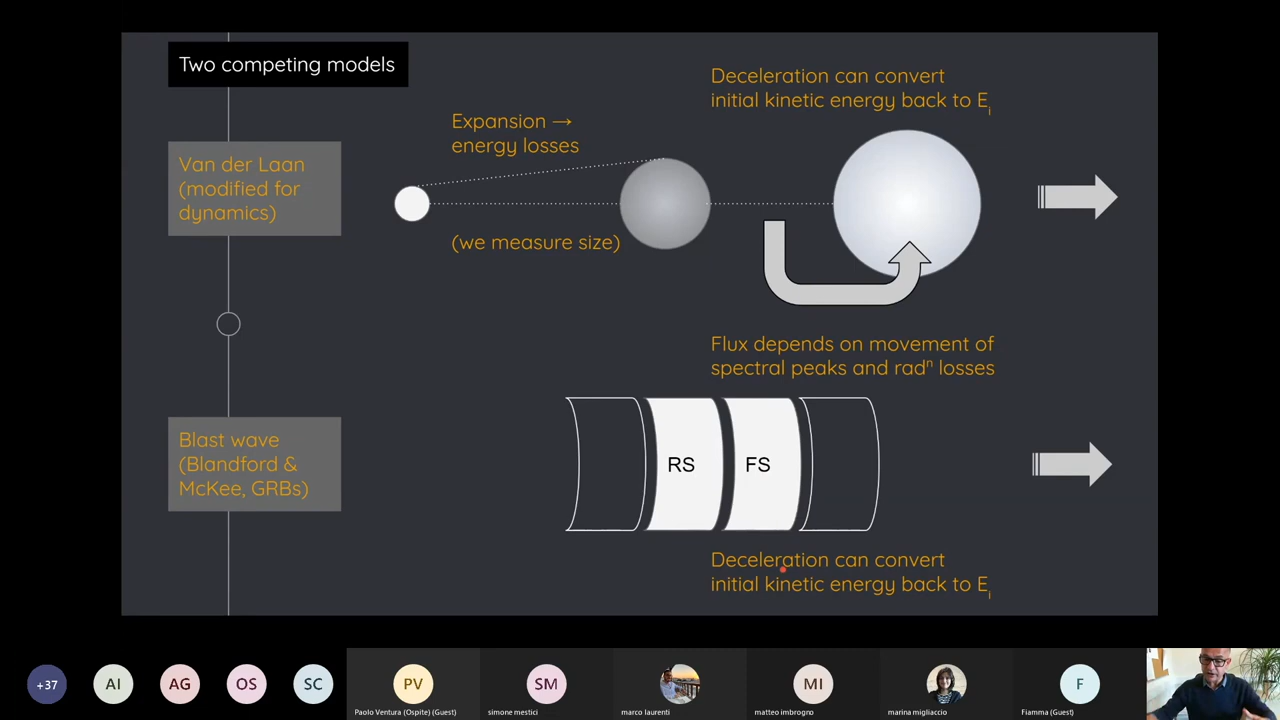 Two competing models
Deceleration can convert
initial kinetic energy back to Ei
Expansion →
energy losses
Van der Laan
(modified for
dynamics)
(we measure size)
Flux depends on movement of
spectral peaks and radⁿ losses
Blast wave
(Blandford &
McKee, GRBs)
RS
FS
Deceleration can convert
initial kinetic energy back to Ei
+37
AI
AG
OS
SC
PV
SM
MI
F
Paolo Ventura (Ospite) (Guest)
simone mestici
marco laurenti
matteo imbrogno
marina migliaccio
Fiamma (Guest)